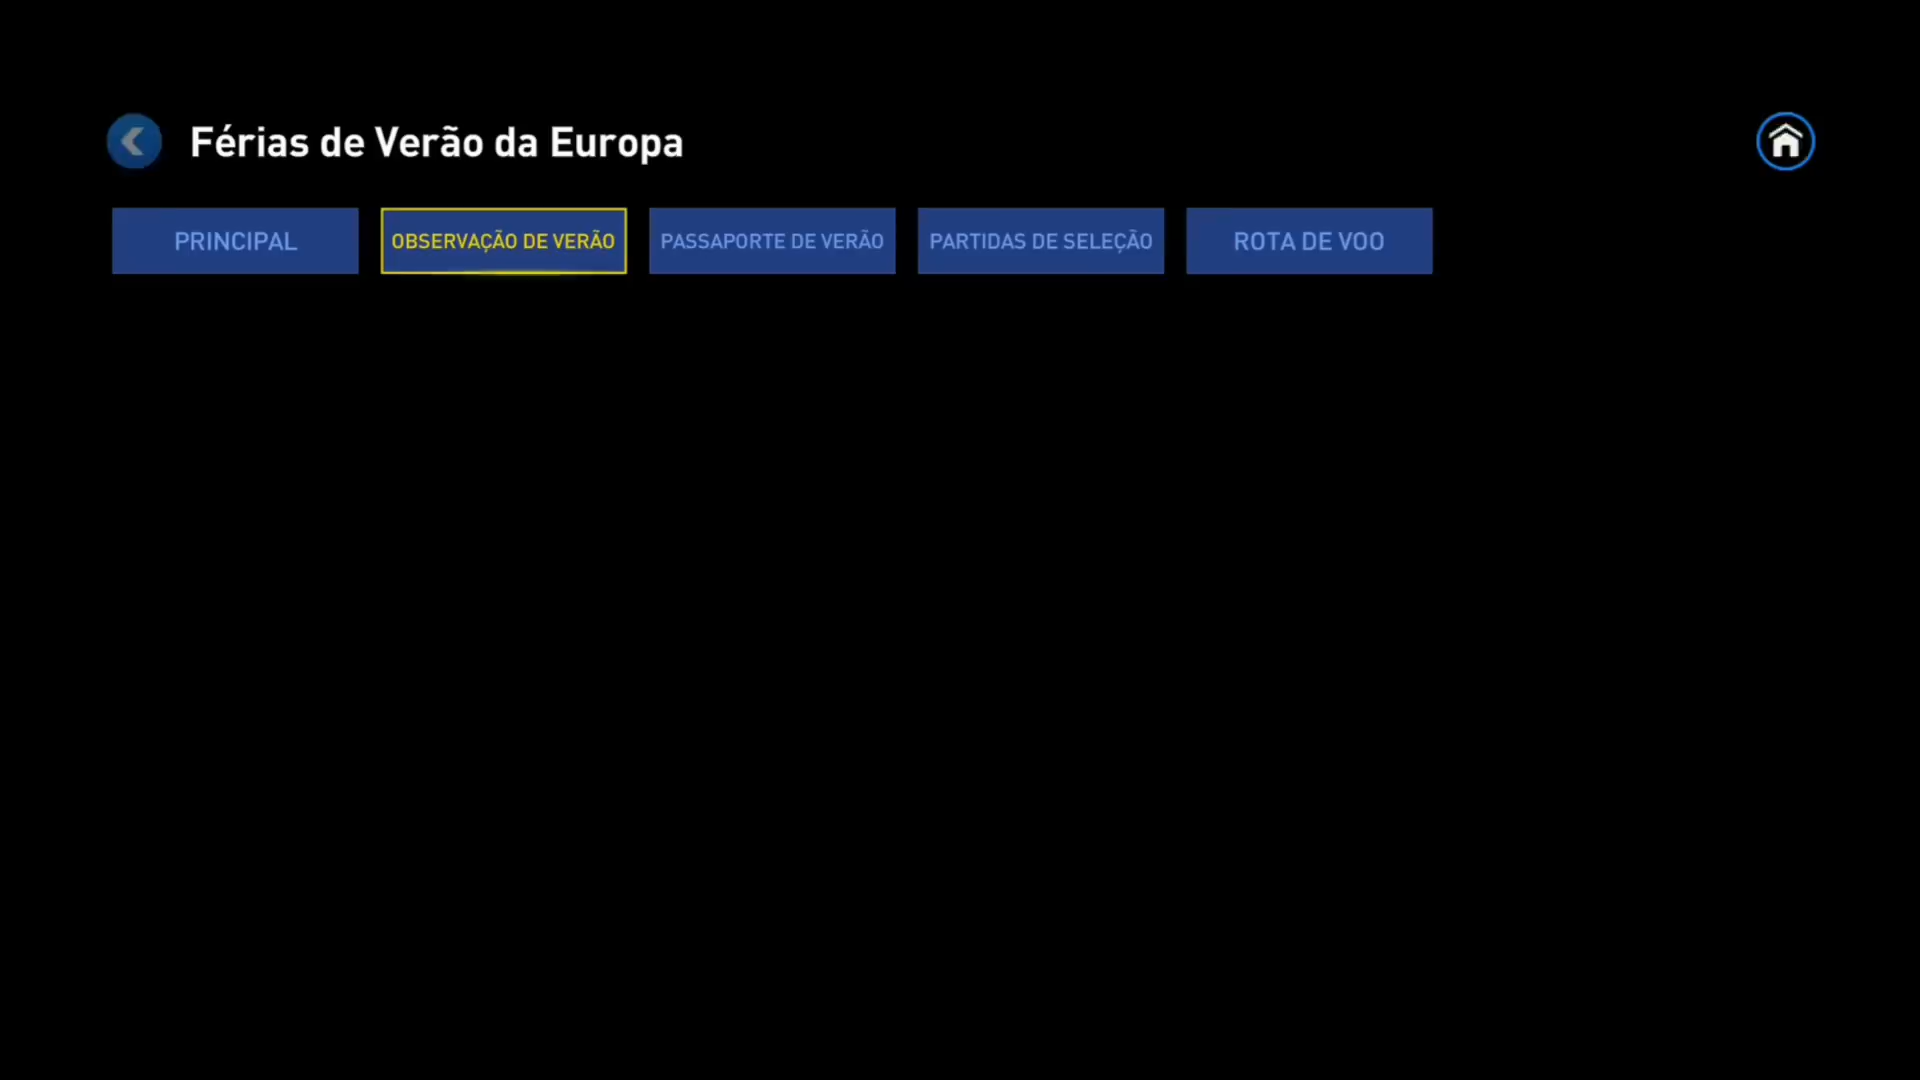 Férias de Verão da Europa
PRINCIPAL
OBSERVAÇÃO DE VERÃO
PASSAPORTE DE VERÃO
PARTIDAS DE SELEÇÃO
ROTA DE VOO